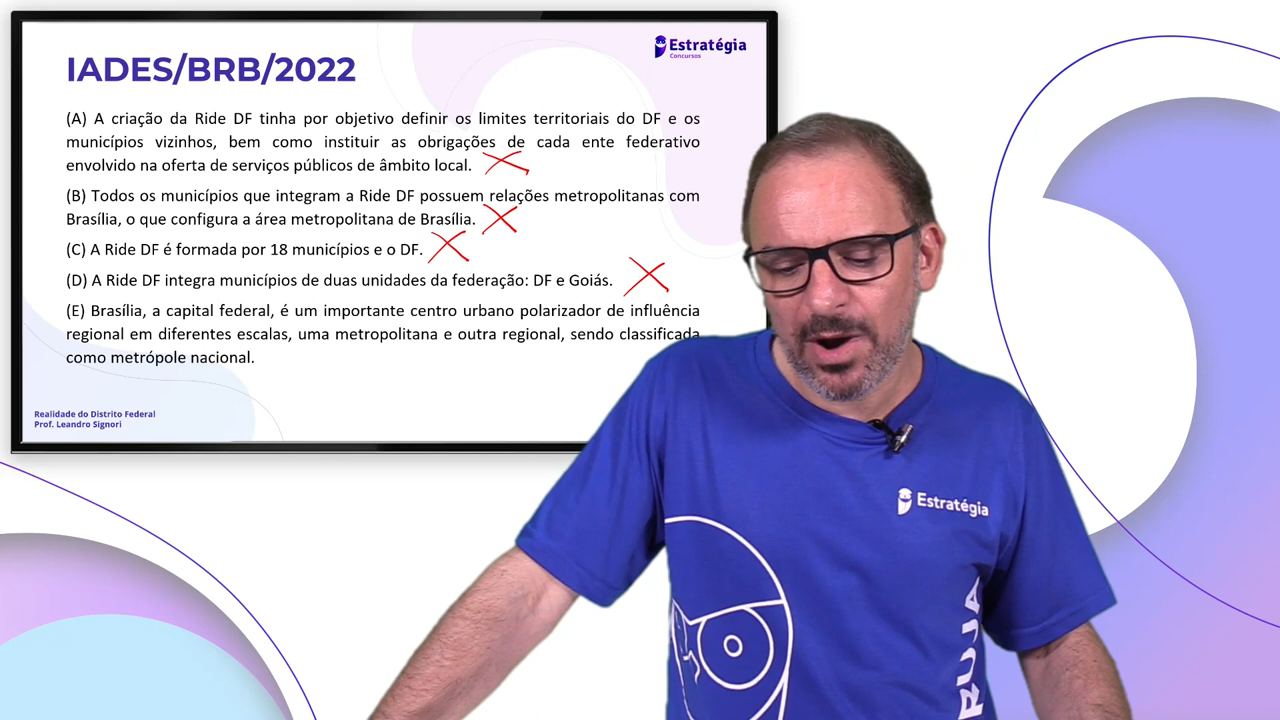 Estratégia
Concursos
IADES/BRB/2022
(A) A criação da Ride DF tinha por objetivo definir os limites territoriais do DF e os
municípios vizinhos, bem como instituir as obrigações de cada ente federativo
envolvido na oferta de serviços públicos de âmbito local.
(B) Todos os municípios que integram a Ride DF possuem relações metropolitanas com
Brasília, o que configura a área metropolitana de Brasília.
(C) A Ride DF é formada por 18 municípios e o DF.
(D) A Ride DF integra municípios de duas unidades da federação: DF e Goiás.
(E) Brasília, a capital federal, é um importante centro urbano polarizador de influência
regional em diferentes escalas, uma metropolitana e outra regional, sendo classificada
como metrópole nacional.
Realidade do Distrito Federal
Prof. Leandro Signori
Estratégia
RUJA